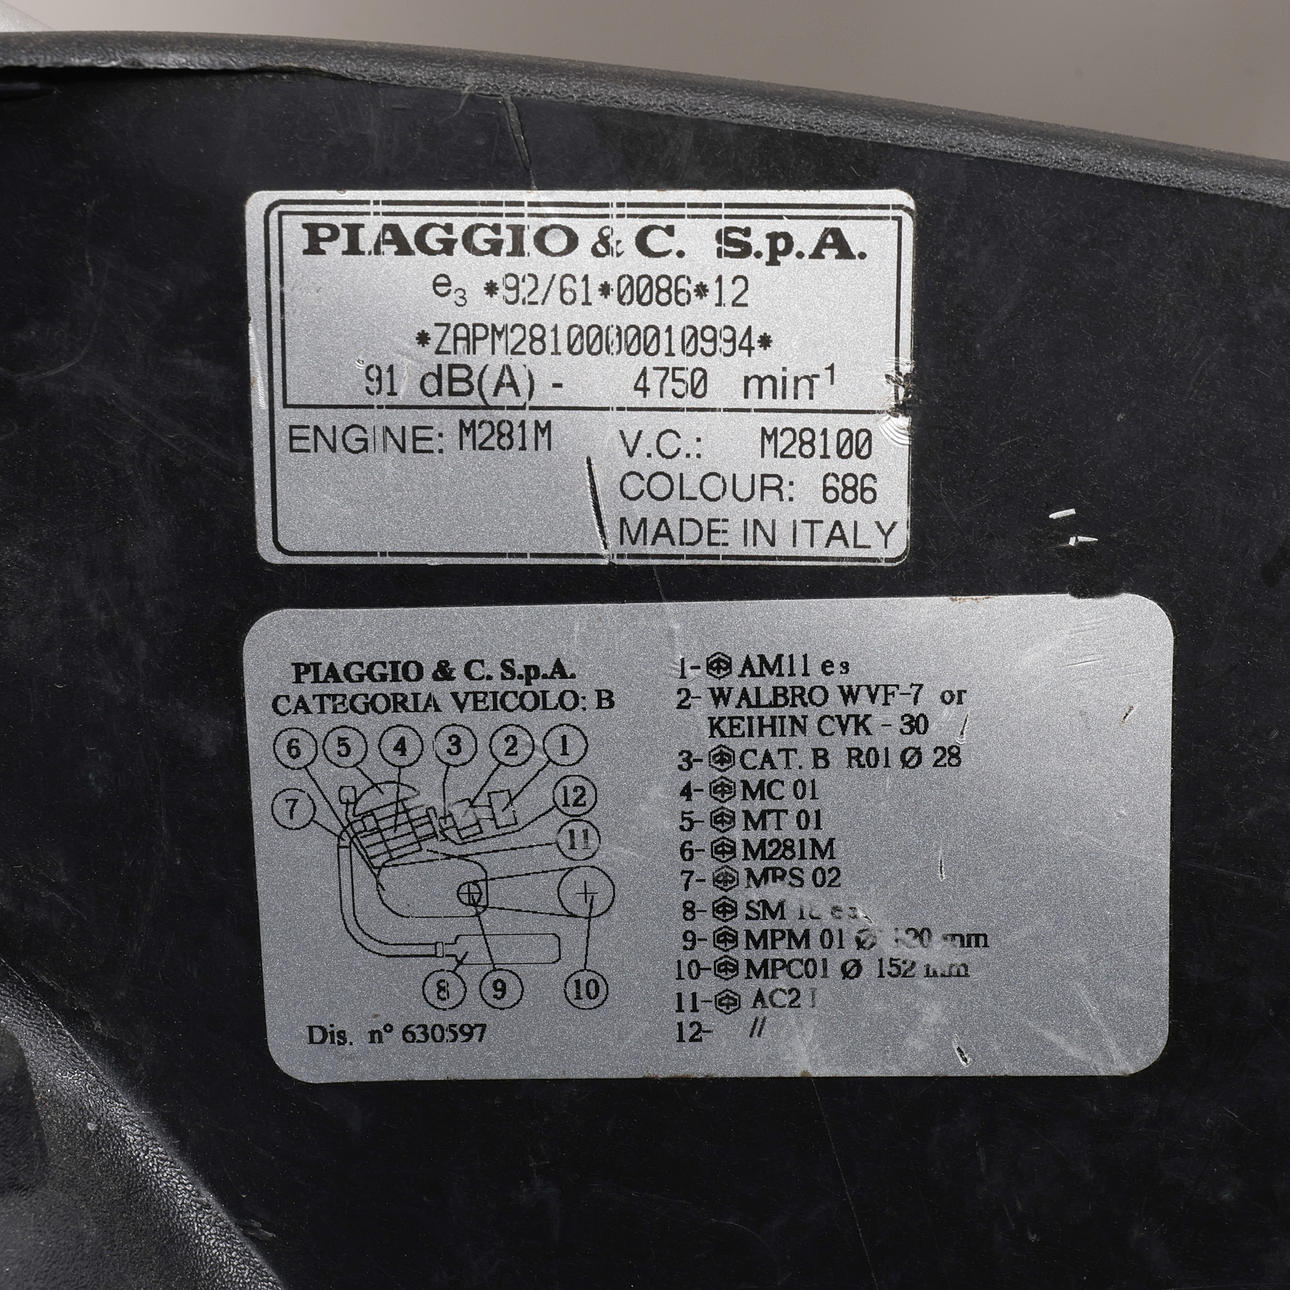 PIAGGIO & C. S.p.A.
e3 *92/61*0086*12
*ZAPM2810000010994*
91 dB(A) - 4750 min-1
ENGINE: M281M
V.C.: M28100
COLOUR: 686
MADE IN ITALY
PIAGGIO & C. S.p.A.
CATEGORIA VEICOLO: B
6 5 4 3 2 1
7 12
11
8 9 10
Dis. n° 630597
1- AM11 es
2- WALBRO WVF-7 or
KEIHIN CVK - 30
3- CAT. B R01 Ø 28
4- MC 01
5- MT 01
6- M281M
7- MRS 02
8- SM
9- MPM 01 Ø mm
10- MPC01 Ø 152 mm
11- AC2
12- //